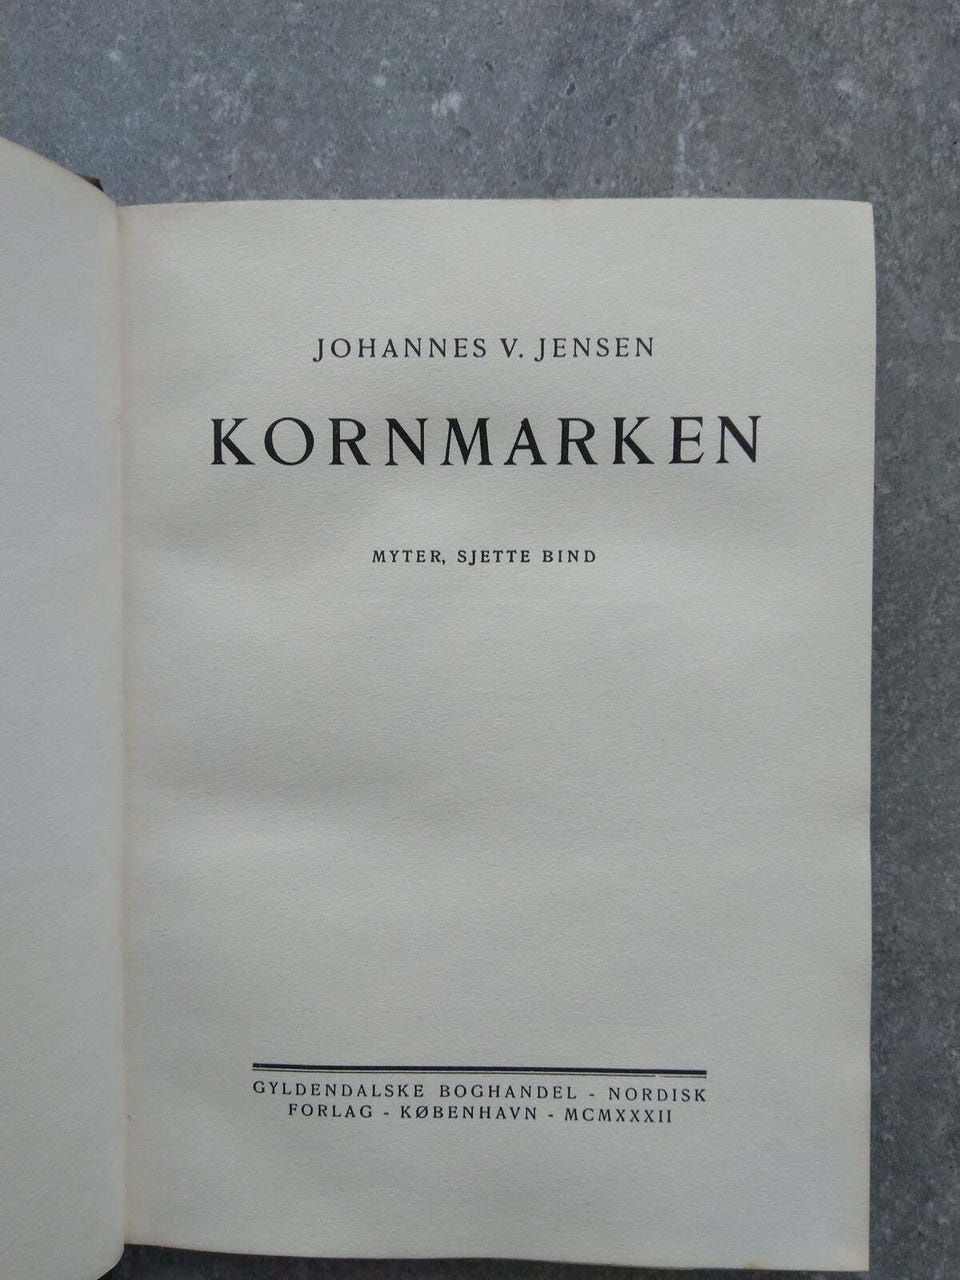 JOHANNES V. JENSEN
KORNMARKEN
MYTER, SJETTE BIND
GYLDENDALSKE BOGHANDEL - NORDISK
FORLAG - KØBENHAVN - MCMXXXII